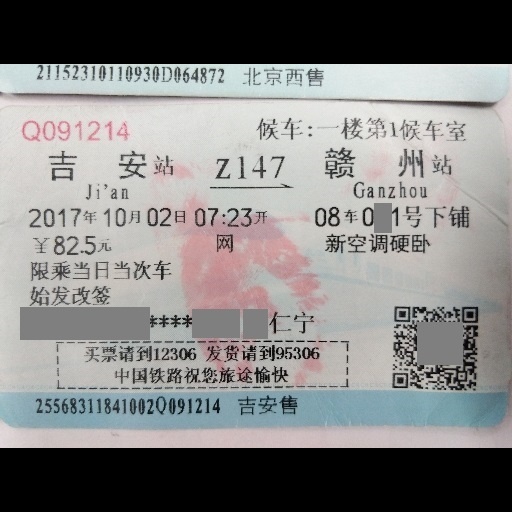 21152310110930D064872 北京西售
Q091214 候车:一楼第1候车室
吉安站 Z147 赣州站
Ji'an Ganzhou
2017年10月02日07:23开 08车0 1号下铺
￥82.5元 网 新空调硬卧
限乘当日当次车
始发改签
**** 仁宁
买票请到12306 发货请到95306
中国铁路祝您旅途愉快
25568311841002Q091214 吉安售